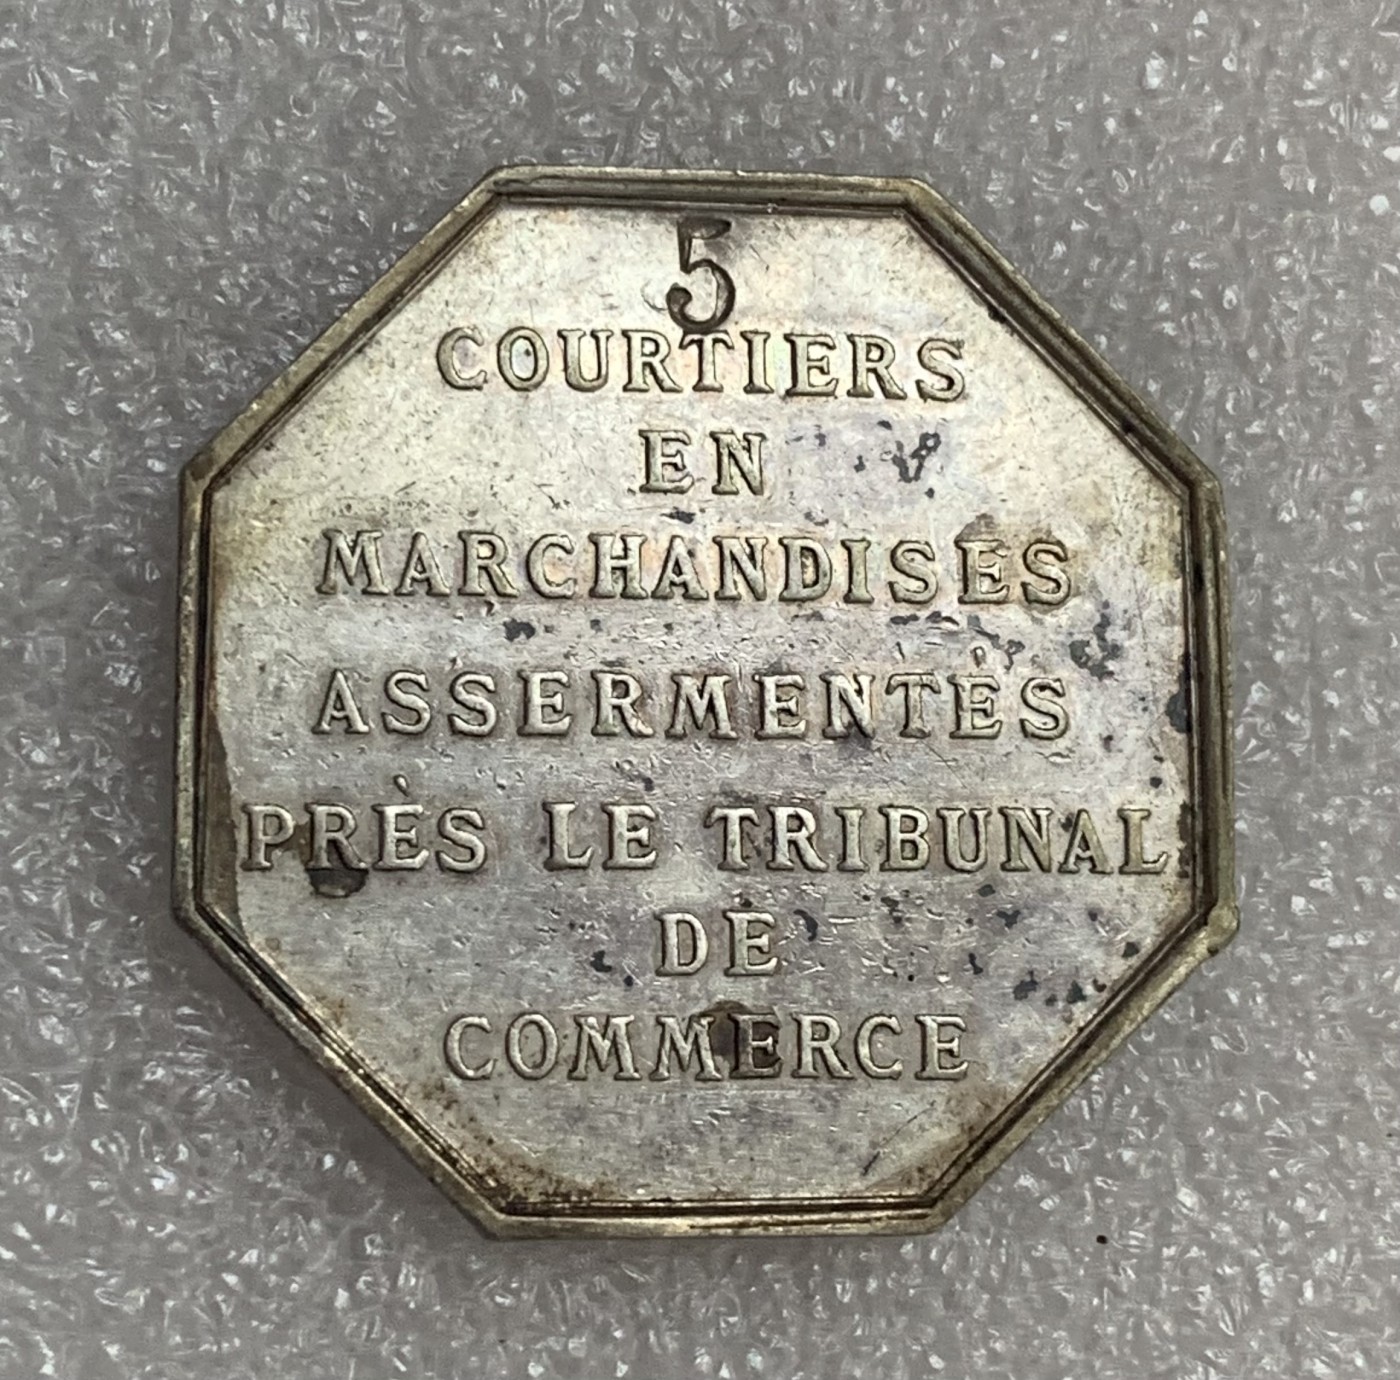 5
COURTIERS
EN
MARCHANDISES
ASSERMENTÉS
PRÈS LE TRIBUNAL
DE
COMMERCE